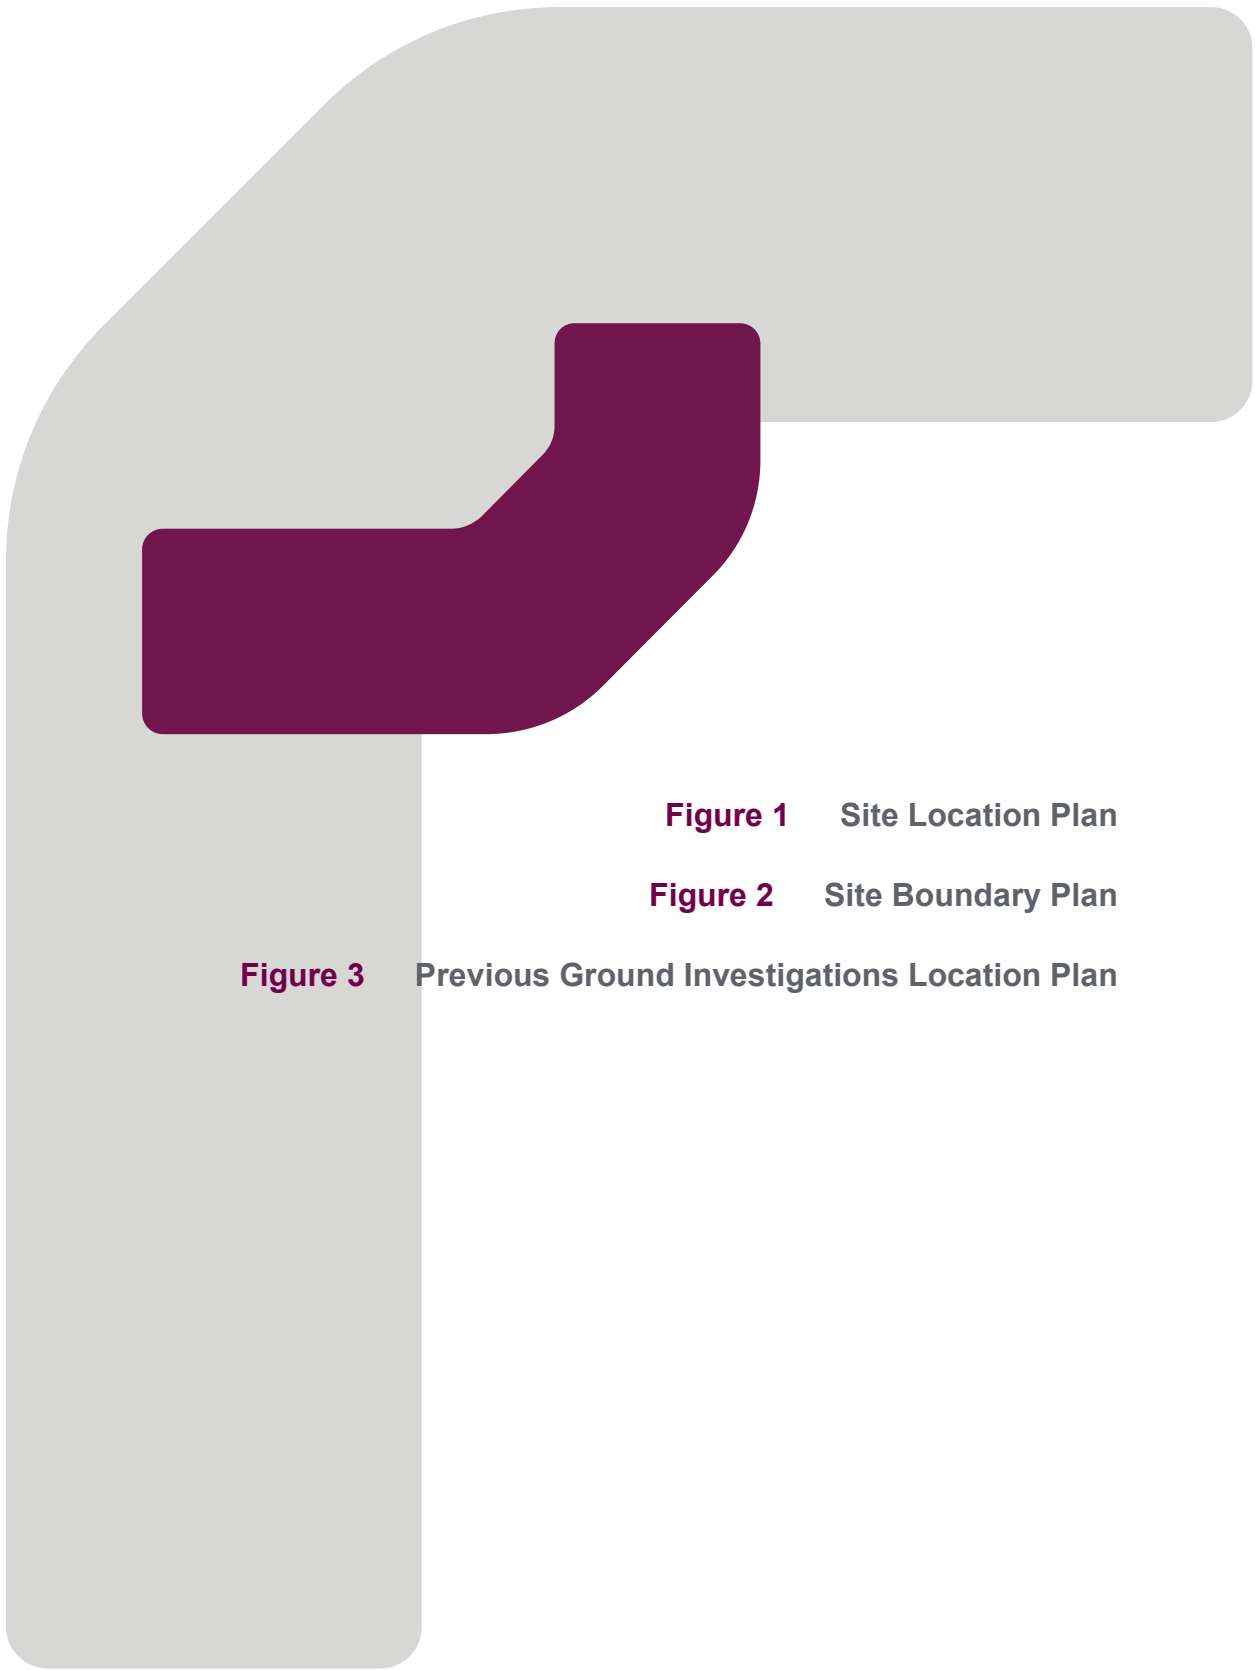 Figure 1 Site Location Plan
Figure 2 Site Boundary Plan
Figure 3 Previous Ground Investigations Location Plan